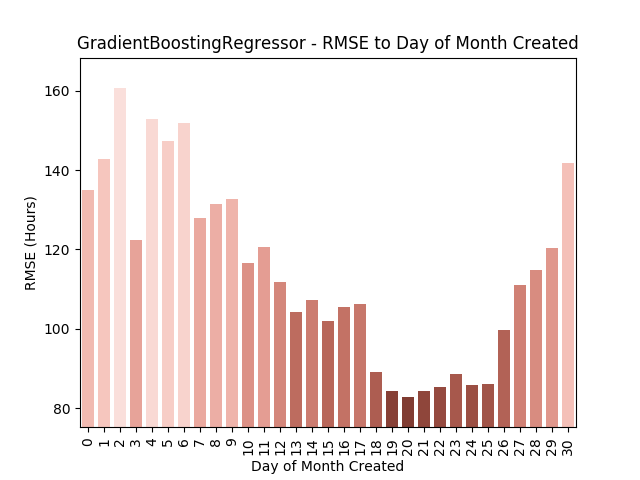 GradientBoostingRegressor - RMSE to Day of Month Created
160
140
120
100
80
RMSE (Hours)
0 1 2 3 4 5 6 7 8 9 10 11 12 13 14 15 16 17 18 19 20 21 22 23 24 25 26 27 28 29 30
Day of Month Created